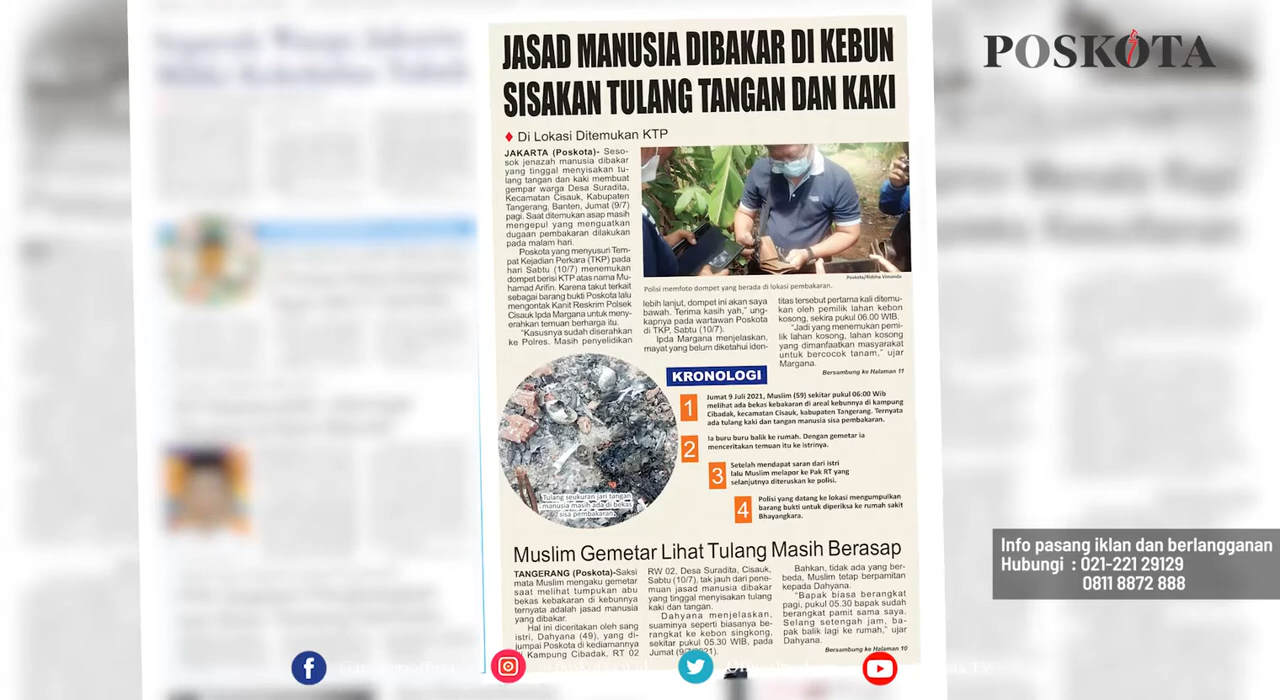 POSKOTA
JASAD MANUSIA DIBAKAR DI KEBUN
SISAKAN TULANG TANGAN DAN KAKI
Di Lokasi Ditemukan KTP
JAKARTA (Poskota)- Seso-
sok jenazah manusia dibakar
yang tinggal menyisakan tu-
lang tangan dan kaki membuat
gempar warga Desa Suradita,
Kecamatan Cisauk, Kabupaten
Tangerang, Banten, Jumat (9/7)
pagi. Saat ditemukan asap masih
mengepul yang menguatkan
dugaan pembakaran dilakukan
pada malam hari.
Poskota yang menyusuri Tem-
pat Kejadian Perkara (TKP) pada
hari Sabtu (10/7) menemukan
dompet berisi KTP atas nama Mu-
hamad Arifin. Karena takut terkait
sebagai barang bukti Poskota lalu
mengontak Kanit Reskrim Polsek
Cisauk Ipda Margana untuk menye-
rahkan temuan berharga itu.
"Kasusnya sudah diserahkan
ke Polres. Masih penyelidikan
Poskota/Ridsha Vimanda
Polisi memfoto dompet yang berada di lokasi pembakaran.
lebih lanjut, dompet ini akan saya
bawah. Terima kasih yah," ung-
kapnya pada wartawan Poskota
di TKP, Sabtu (10/7).
Ipda Margana menjelaskan,
mayat yang belum diketahui iden-
titas tersebut pertama kali ditemu-
kan oleh pemilik lahan kebon
kosong, sekira pukul 06.00 WIB.
"Jadi yang menemukan pemi-
lik lahan kosong, lahan kosong
yang dimanfaatkan masyarakat
untuk bercocok tanam," ujar
Margana.
Bersambung ke Halaman 11
KRONOLOGI
1
Jumat 9 Juli 2021, Muslim (59) sekitar pukul 06:00 Wib
melihat ada bekas kebakaran di areal kebunnya di kampung
Cibadak, kecamatan Cisauk, kabupaten Tangerang. Ternyata
ada tulang kaki dan tangan manusia sisa pembakaran.
2
Ia buru buru balik ke rumah. Dengan gemetar ia
menceritakan temuan itu ke istrinya.
3
Setelah mendapat saran dari istri
lalu Muslim melapor ke Pak RT yang
selanjutnya diteruskan ke polisi.
4
Polisi yang datang ke lokasi mengumpulkan
barang bukti untuk diperiksa ke rumah sakit
Bhayangkara.
Tulang seukuran jari tangan
manusia masih ada di bekas
sisa pembakaran.
Muslim Gemetar Lihat Tulang Masih Berasap
TANGERANG (Poskota)-Saksi
mata Muslim mengaku gemetar
saat melihat tumpukan abu
bekas kebakaran di kebunnya
ternyata adalah jasad manusia
yang dibakar.
Hal ini diceritakan oleh sang
istri, Dahyana (49), yang di-
jumpai Poskota di kediamannya
di Kampung Cibadak, RT 02
RW 02, Desa Suradita, Cisauk,
Sabtu (10/7), tak jauh dari pene-
muan jasad manusia dibakar
yang tinggal menyisakan tulang
kaki dan tangan.
Dahyana menjelaskan,
suaminya seperti biasanya be-
rangkat ke kebon singkong,
sekitar pukul 05.30 WIB. pada
Jumat (9/7/2021).
Bahkan, tidak ada yang ber-
beda, Muslim tetap berpamitan
kepada Dahyana.
"Bapak biasa berangkat
pagi, pukul 05.30 bapak sudah
berangkat pamit sama saya.
Selang setengah jam, ba-
pak balik lagi ke rumah," ujar
Dahyana.
Bersambung ke Halaman 10
Info pasang iklan dan berlangganan
Hubungi : 021-221 29129
0811 8872 888